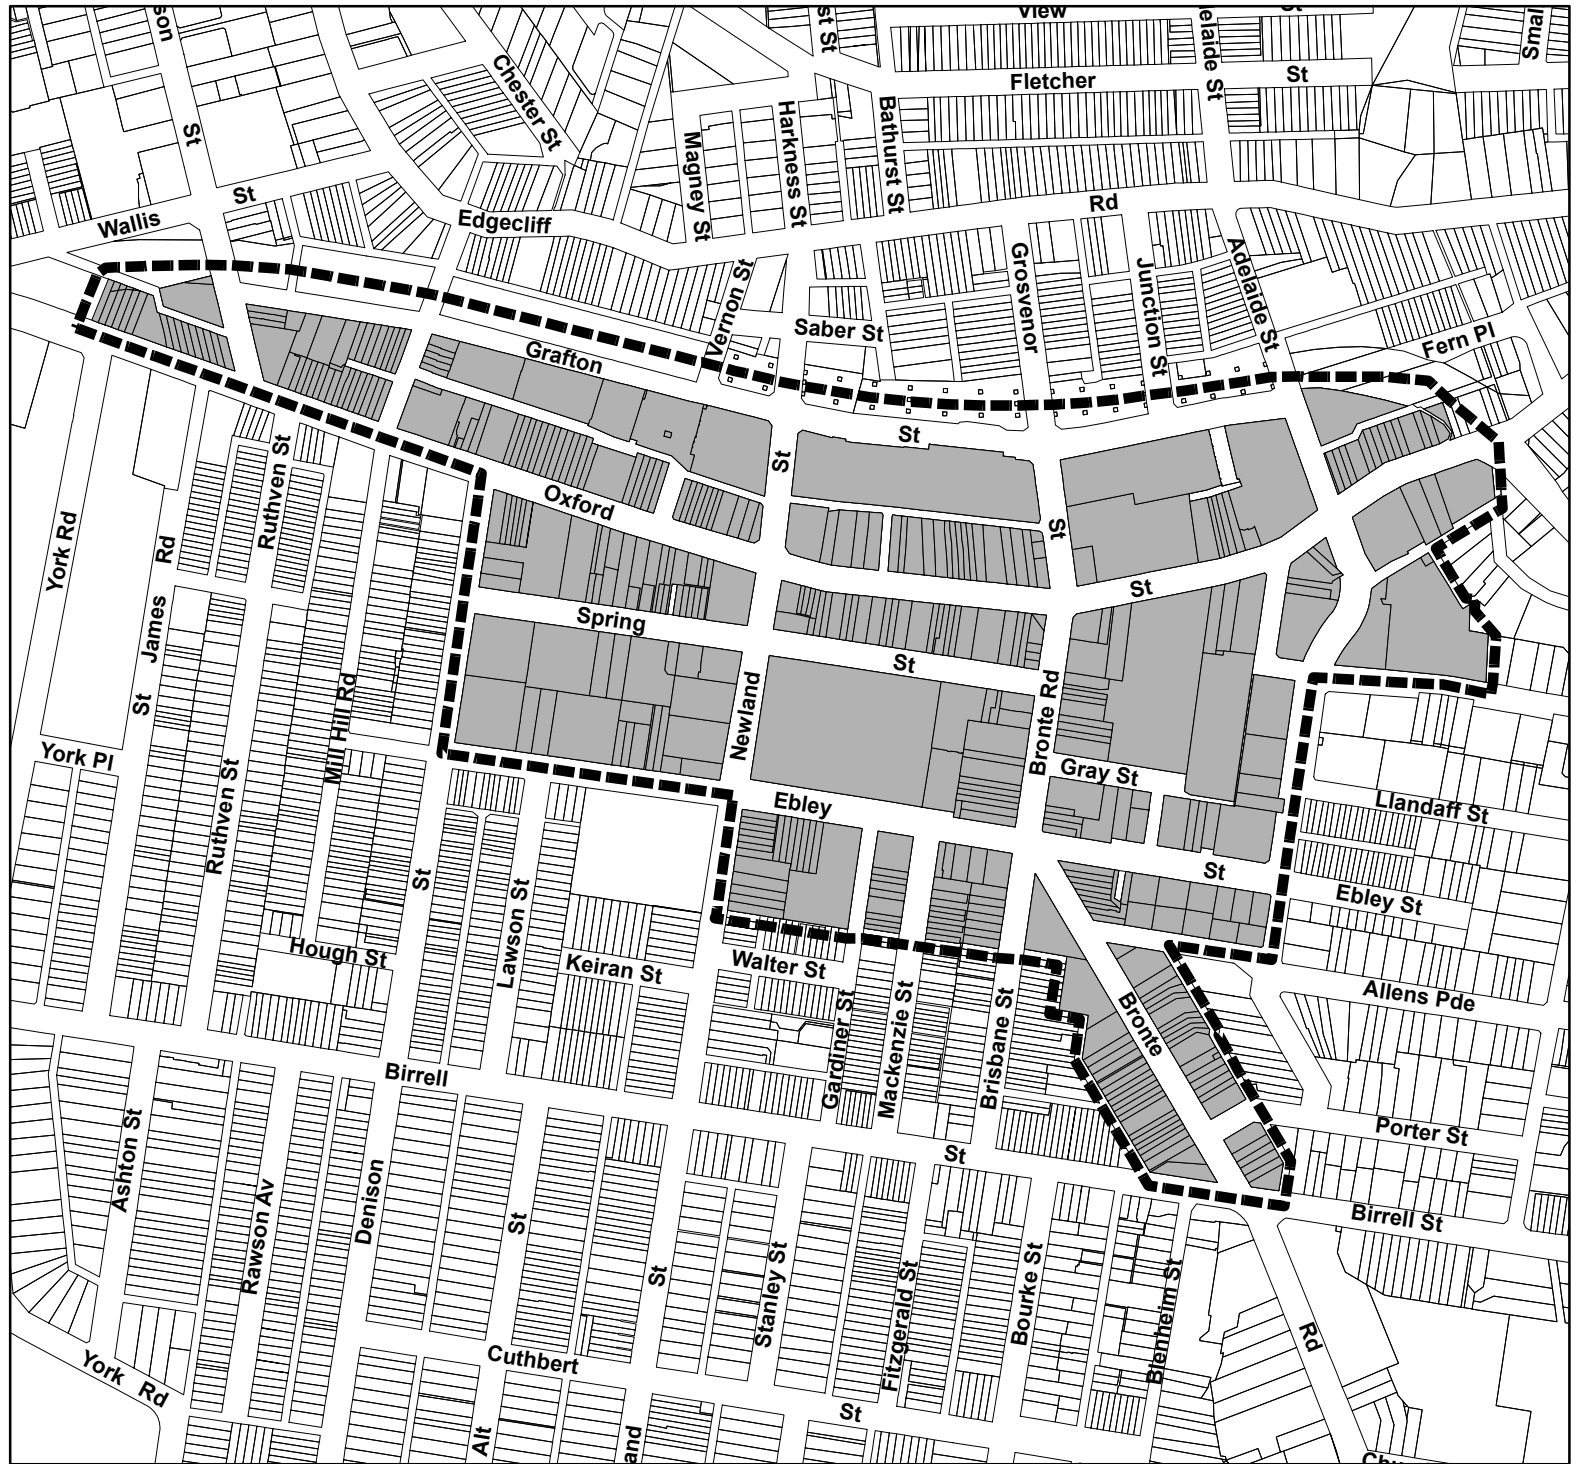 View
St
Fletcher
St
Chester St
Harkness St
Bathurst St
Magney St
St
St
Wallis
Edgecliff
Rd
Vernon St
Grosvenor
Junction St
Adelaide St
Saber St
Fern Pl
Grafton
St
St
Oxford
St
St
Ruthven St
York Rd
Rd
James
St
Spring
St
Newland
Bronte Rd
Mill Hill Rd
York Pl
Ruthven St
Gray St
Llandaff St
Ebley
St
Ebley St
St
Lawson St
Hough St
Keiran St
Walter St
Gardiner St
Mackenzie St
Brisbane St
Bronte
Allens Pde
Birrell
St
Porter St
Birrell St
Ashton St
Rawson Av
Denison
St
St
Stanley St
Fitzgerald St
Bourke St
Blenheim St
Rd
Cuthbert
St
York Rd
Alt